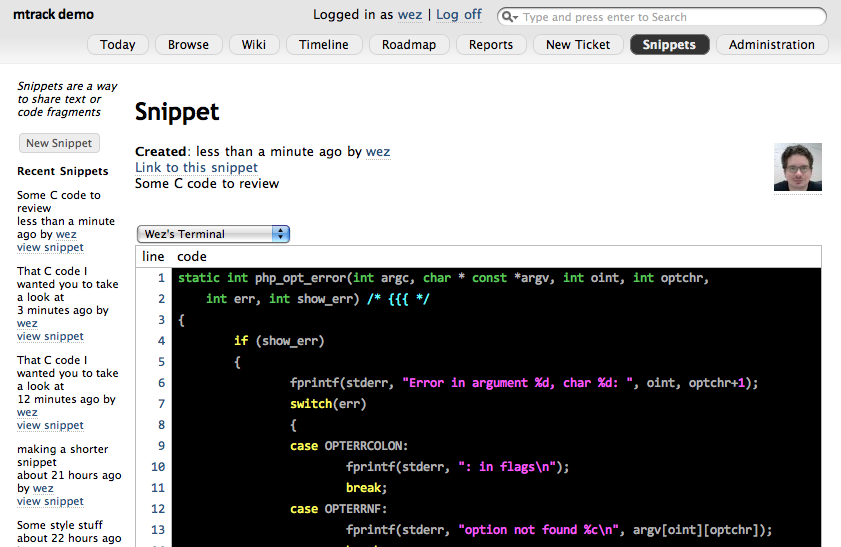 mtrack demo
Logged in as wez | Log off
Type and press enter to Search
Today Browse Wiki Timeline Roadmap Reports New Ticket Snippets Administration
Snippets are a way
to share text or
code fragments
New Snippet
Recent Snippets
Some C code to
review
less than a minute
ago by wez
view snippet
That C code I
wanted you to take
a look at
3 minutes ago by
wez
view snippet
That C code I
wanted you to take
a look at
12 minutes ago by
wez
view snippet
making a shorter
snippet
about 21 hours ago
by wez
view snippet
Some style stuff
about 22 hours ago
Snippet
Created: less than a minute ago by wez
Link to this snippet
Some C code to review
Wez's Terminal
line code
1 static int php_opt_error(int argc, char * const *argv, int oint, int optchr,
2 int err, int show_err) /* {{{ */
3 {
4 if (show_err)
5 {
6 fprintf(stderr, "Error in argument %d, char %d: ", oint, optchr+1);
7 switch(err)
8 {
9 case OPTERRCOLON:
10 fprintf(stderr, ": in flags\n");
11 break;
12 case OPTERRNF:
13 fprintf(stderr, "option not found %c\n", argv[oint][optchr]);